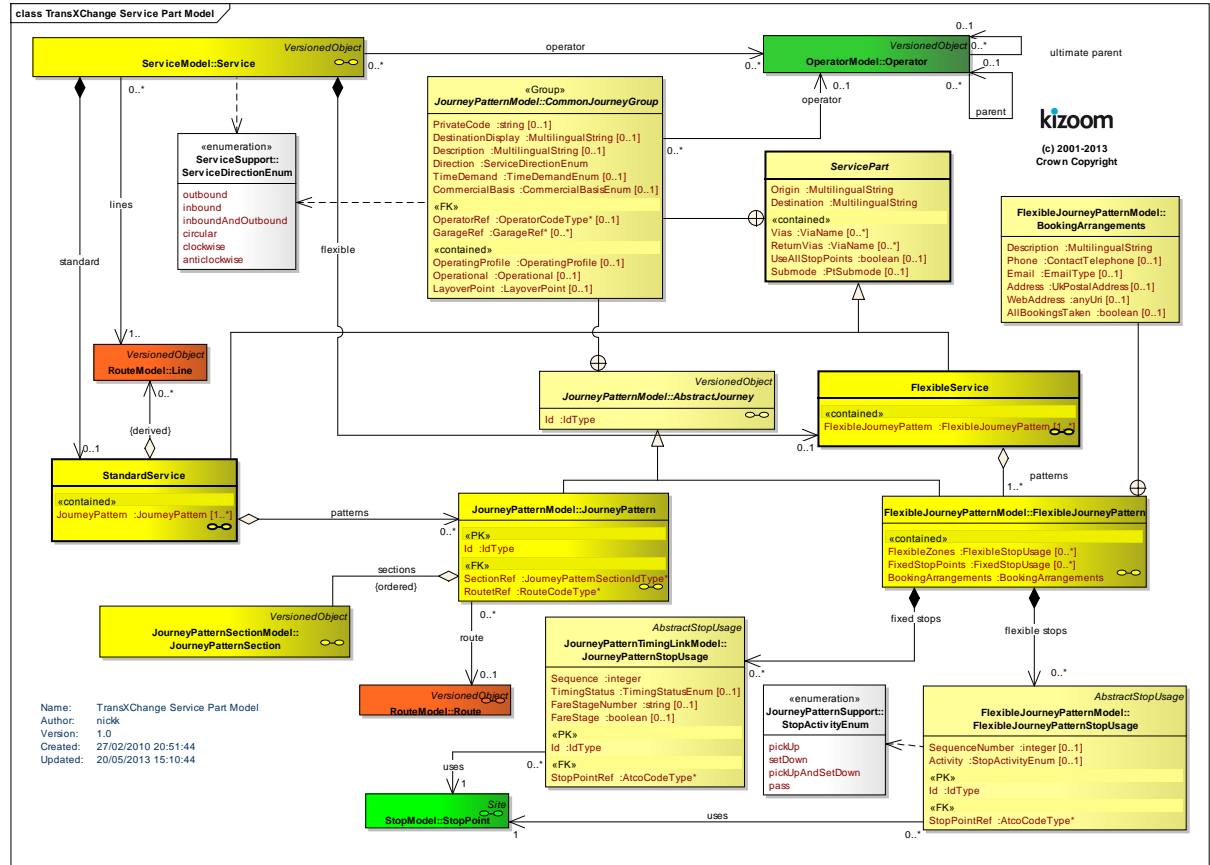 class TransXChange Service Part Model
VersionedObject
ServiceModel::Service
operator
0..*
0..*
VersionedObject
OperatorModel::Operator
0..1
0..*
ultimate parent
0..1
parent
0..1
operator
0..*
kizoom
(c) 2001-2013
Crown Copyright
0..*
lines
1..
standard
0..1
flexible
0..1
«enumeration»
ServiceSupport::
ServiceDirectionEnum
outbound
inbound
inboundAndOutbound
circular
clockwise
anticlockwise
«Group»
JourneyPatternModel::CommonJourneyGroup
PrivateCode :string [0..1]
DestinationDisplay :MultilingualString [0..1]
Description :MultilingualString [0..1]
Direction :ServiceDirectionEnum
TimeDemand :TimeDemandEnum [0..1]
CommercialBasis :CommercialBasisEnum [0..1]
«FK»
OperatorRef :OperatorCodeType* [0..1]
GarageRef :GarageRef* [0..*]
«contained»
OperatingProfile :OperatingProfile [0..1]
Operational :Operational [0..1]
LayoverPoint :LayoverPoint [0..1]
ServicePart
Origin :MultilingualString
Destination :MultilingualString
«contained»
Vias :ViaName [0..*]
ReturnVias :ViaName [0..*]
UseAllStopPoints :boolean [0..1]
Submode :PtSubmode [0..1]
FlexibleJourneyPatternModel::
BookingArrangements
Description :MultilingualString
Phone :ContactTelephone [0..1]
Email :EmailType [0..1]
Address :UkPostalAddress [0..1]
WebAddress :anyUri [0..1]
AllBookingsTaken :boolean [0..1]
VersionedObject
RouteModel::Line
0..*
{derived}
VersionedObject
JourneyPatternModel::AbstractJourney
Id :IdType
FlexibleService
«contained»
FlexibleJourneyPattern :FlexibleJourneyPattern [1..*]
patterns
1..*
StandardService
«contained»
JourneyPattern :JourneyPattern [1..*]
patterns
0..*
JourneyPatternModel::JourneyPattern
«PK»
Id :IdType
«FK»
SectionRef :JourneyPatternSectionIdType*
RoutetRef :RouteCodeType*
FlexibleJourneyPatternModel::FlexibleJourneyPattern
«contained»
FlexibleZones :FlexibleStopUsage [0..*]
FixedStopPoints :FixedStopUsage [0..*]
BookingArrangements :BookingArrangements
sections
{ordered}
VersionedObject
JourneyPatternSectionModel::
JourneyPatternSection
0..*
route
0..1
VersionedObject
RouteModel::Route
fixed stops
0..*
flexible stops
0..*
AbstractStopUsage
JourneyPatternTimingLinkModel::
JourneyPatternStopUsage
Sequence :integer
TimingStatus :TimingStatusEnum [0..1]
FareStageNumber :string [0..1]
FareStage :boolean [0..1]
«PK»
Id :IdType
«FK»
StopPointRef :AtcoCodeType*
«enumeration»
JourneyPatternSupport::
StopActivityEnum
pickUp
setDown
pickUpAndSetDown
pass
AbstractStopUsage
FlexibleJourneyPatternModel::
FlexibleJourneyPatternStopUsage
SequenceNumber :integer [0..1]
Activity :StopActivityEnum [0..1]
«PK»
Id :IdType
«FK»
StopPointRef :AtcoCodeType*
Name: TransXChange Service Part Model
Author: nickk
Version: 1.0
Created: 27/02/2010 20:51:44
Updated: 20/05/2013 15:10:44
0..*
uses
1
Site
StopModel::StopPoint
1
uses
0..*